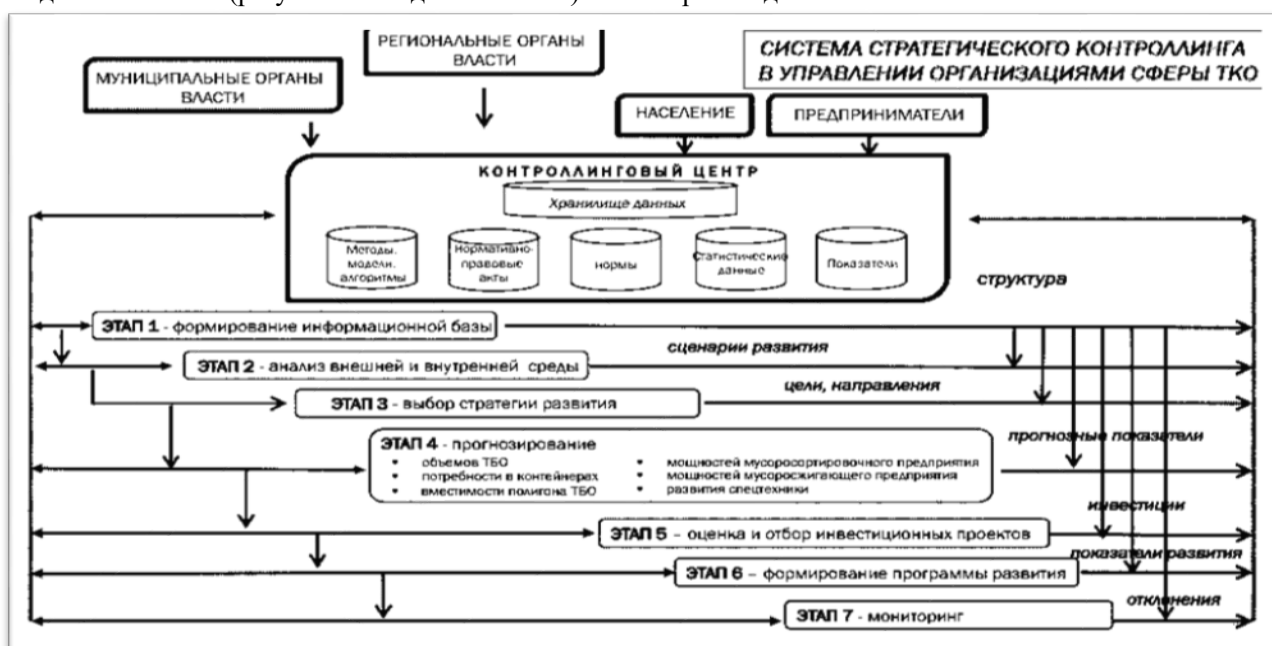 РЕГИОНАЛЬНЫЕ ОРГАНЫ
ВЛАСТИ
СИСТЕМА СТРАТЕГИЧЕСКОГО КОНТРОЛЛИНГА
В УПРАВЛЕНИИ ОРГАНИЗАЦИЯМИ СФЕРЫ ТКО
МУНИЦИПАЛЬНЫЕ ОРГАНЫ
ВЛАСТИ
НАСЕЛЕНИЕ
ПРЕДПРИНИМАТЕЛИ
КОНТРОЛЛИНГОВЫЙ ЦЕНТР
Хранилище данных
Методы,
модели,
алгоритмы
Нормативно-
правовые
акты
нормы
Статистические
данные
Показатели
структура
ЭТАП 1 - формирование информационной базы
сценарии развития
ЭТАП 2 - анализ внешней и внутренней среды
цели, направления
ЭТАП 3 - выбор стратегии развития
прогнозные показатели
ЭТАП 4 - прогнозирование
• объемов ТБО
• потребности в контейнерах
• вместимости полигона ТБО
• мощностей мусоросортировочного предприятия
• мощностей мусоросжигающего предприятия
• развития спецтехники
инвестиции
ЭТАП 5 - оценка и отбор инвестиционных проектов
показатели развития
ЭТАП 6 – формирование программы развития
отклонения
ЭТАП 7 - мониторинг